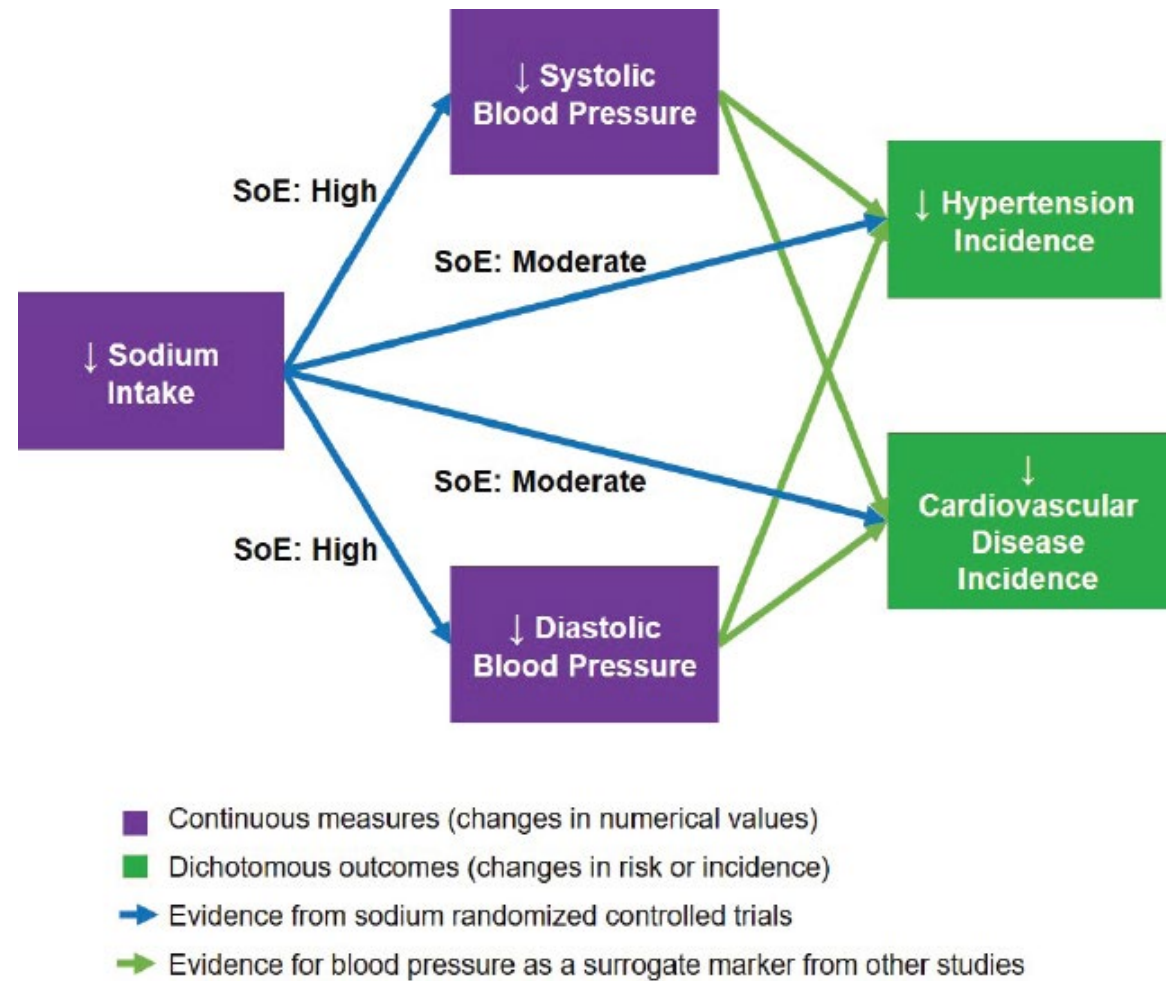 ↓ Systolic
Blood Pressure
SoE: High
↓ Hypertension
Incidence
SoE: Moderate
↓ Sodium
Intake
SoE: Moderate
↓
Cardiovascular
Disease
Incidence
SoE: High
↓ Diastolic
Blood Pressure
Continuous measures (changes in numerical values)
Dichotomous outcomes (changes in risk or incidence)
Evidence from sodium randomized controlled trials
Evidence for blood pressure as a surrogate marker from other studies